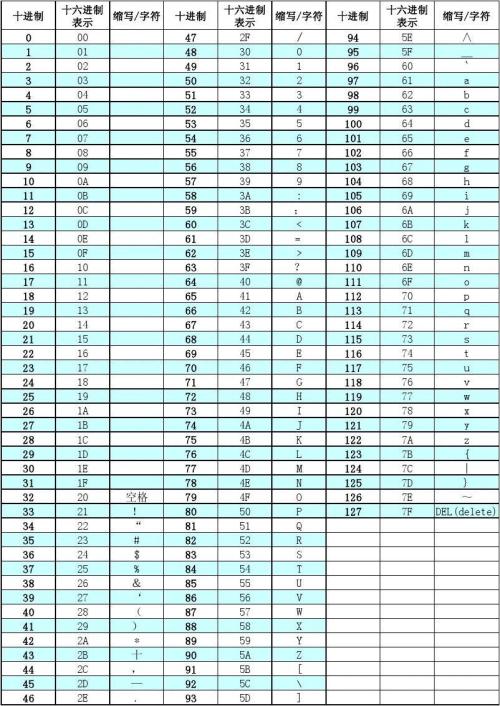 十进制 十六进制表示 缩写/字符 十进制 十六进制表示 缩写/字符 十进制 十六进制表示 缩写/字符
0 00 47 2F / 94 5E ∧
1 01 48 30 0 95 5F __
2 02 49 31 1 96 60 ‵
3 03 50 32 2 97 61 a
4 04 51 33 3 98 62 b
5 05 52 34 4 99 63 c
6 06 53 35 5 100 64 d
7 07 54 36 6 101 65 e
8 08 55 37 7 102 66 f
9 09 56 38 8 103 67 g
10 0A 57 39 9 104 68 h
11 0B 58 3A : 105 69 i
12 0C 59 3B ; 106 6A j
13 0D 60 3C < 107 6B k
14 0E 61 3D = 108 6C l
15 0F 62 3E > 109 6D m
16 10 63 3F ? 110 6E n
17 11 64 40 @ 111 6F o
18 12 65 41 A 112 70 p
19 13 66 42 B 113 71 q
20 14 67 43 C 114 72 r
21 15 68 44 D 115 73 s
22 16 69 45 E 116 74 t
23 17 70 46 F 117 75 u
24 18 71 47 G 118 76 v
25 19 72 48 H 119 77 w
26 1A 73 49 I 120 78 x
27 1B 74 4A J 121 79 y
28 1C 75 4B K 122 7A z
29 1D 76 4C L 123 7B {
30 1E 77 4D M 124 7C |
31 1F 78 4E N 125 7D }
32 20 空格 79 4F O 126 7E ～
33 21 ! 80 50 P 127 7F DEL(delete)
34 22 “ 81 51 Q
35 23 # 82 52 R
36 24 $ 83 53 S
37 25 % 84 54 T
38 26 & 85 55 U
39 27 ‘ 86 56 V
40 28 （ 87 57 W
41 29 ） 88 58 X
42 2A * 89 59 Y
43 2B 十 90 5A Z
44 2C ， 91 5B [
45 2D — 92 5C \
46 2E . 93 5D ]